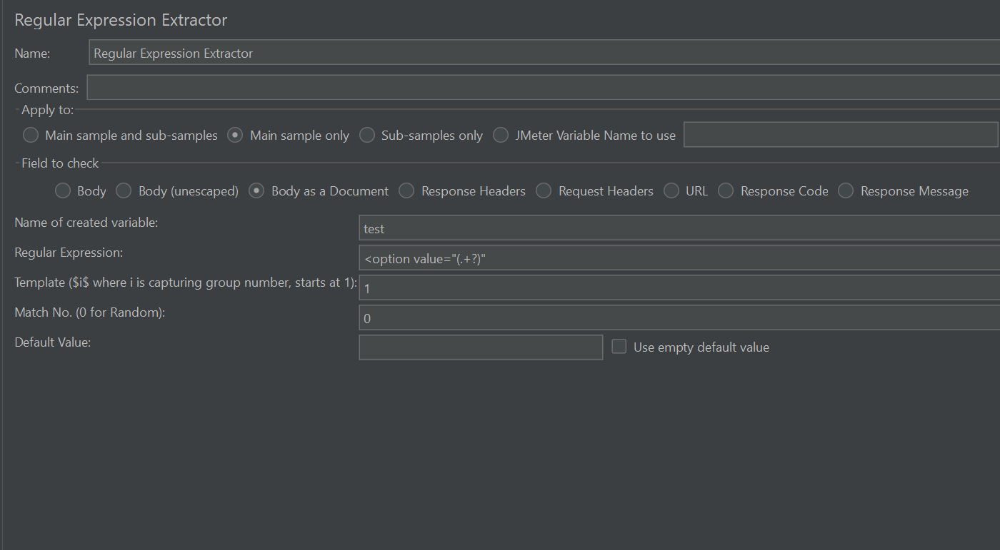 Regular Expression Extractor
Name: Regular Expression Extractor
Comments:
Apply to:
Main sample and sub-samples Main sample only Sub-samples only JMeter Variable Name to use
Field to check
Body Body (unescaped) Body as a Document Response Headers Request Headers URL Response Code Response Message
Name of created variable: test
Regular Expression: <option value="(.+?)"
Template ($i$ where i is capturing group number, starts at 1): 1
Match No. (0 for Random): 0
Default Value: Use empty default value